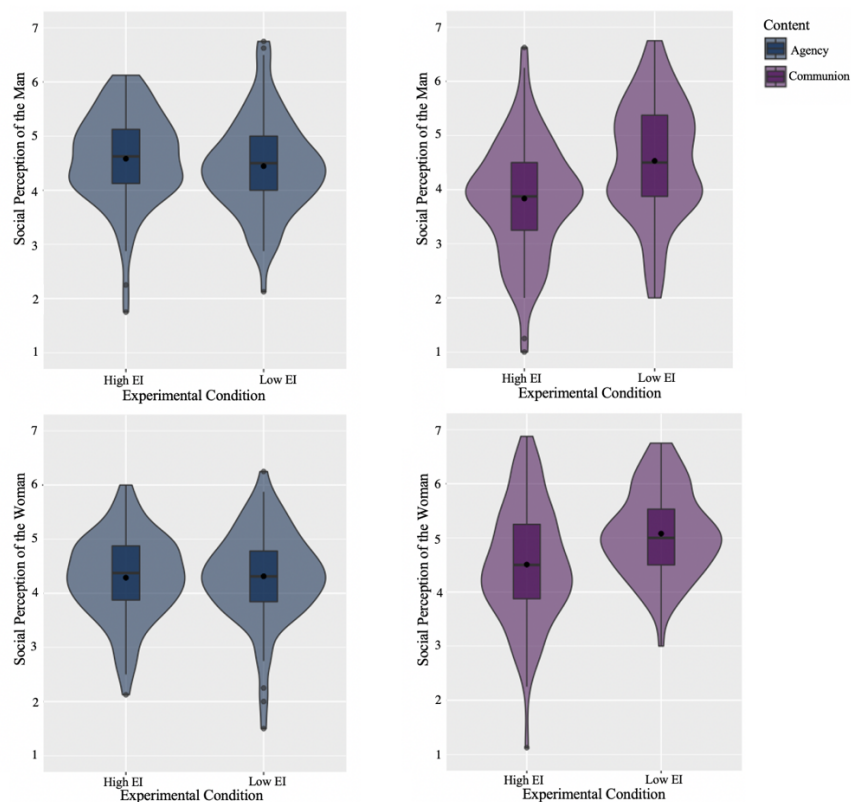 Content
Agency
Communion
Social Perception of the Man
7
6
5
4
3
2
1
High EI
Low EI
Experimental Condition
Social Perception of the Man
7
6
5
4
3
2
1
High EI
Low EI
Experimental Condition
Social Perception of the Woman
7
6
5
4
3
2
1
High EI
Low EI
Experimental Condition
Social Perception of the Woman
7
6
5
4
3
2
1
High EI
Low EI
Experimental Condition